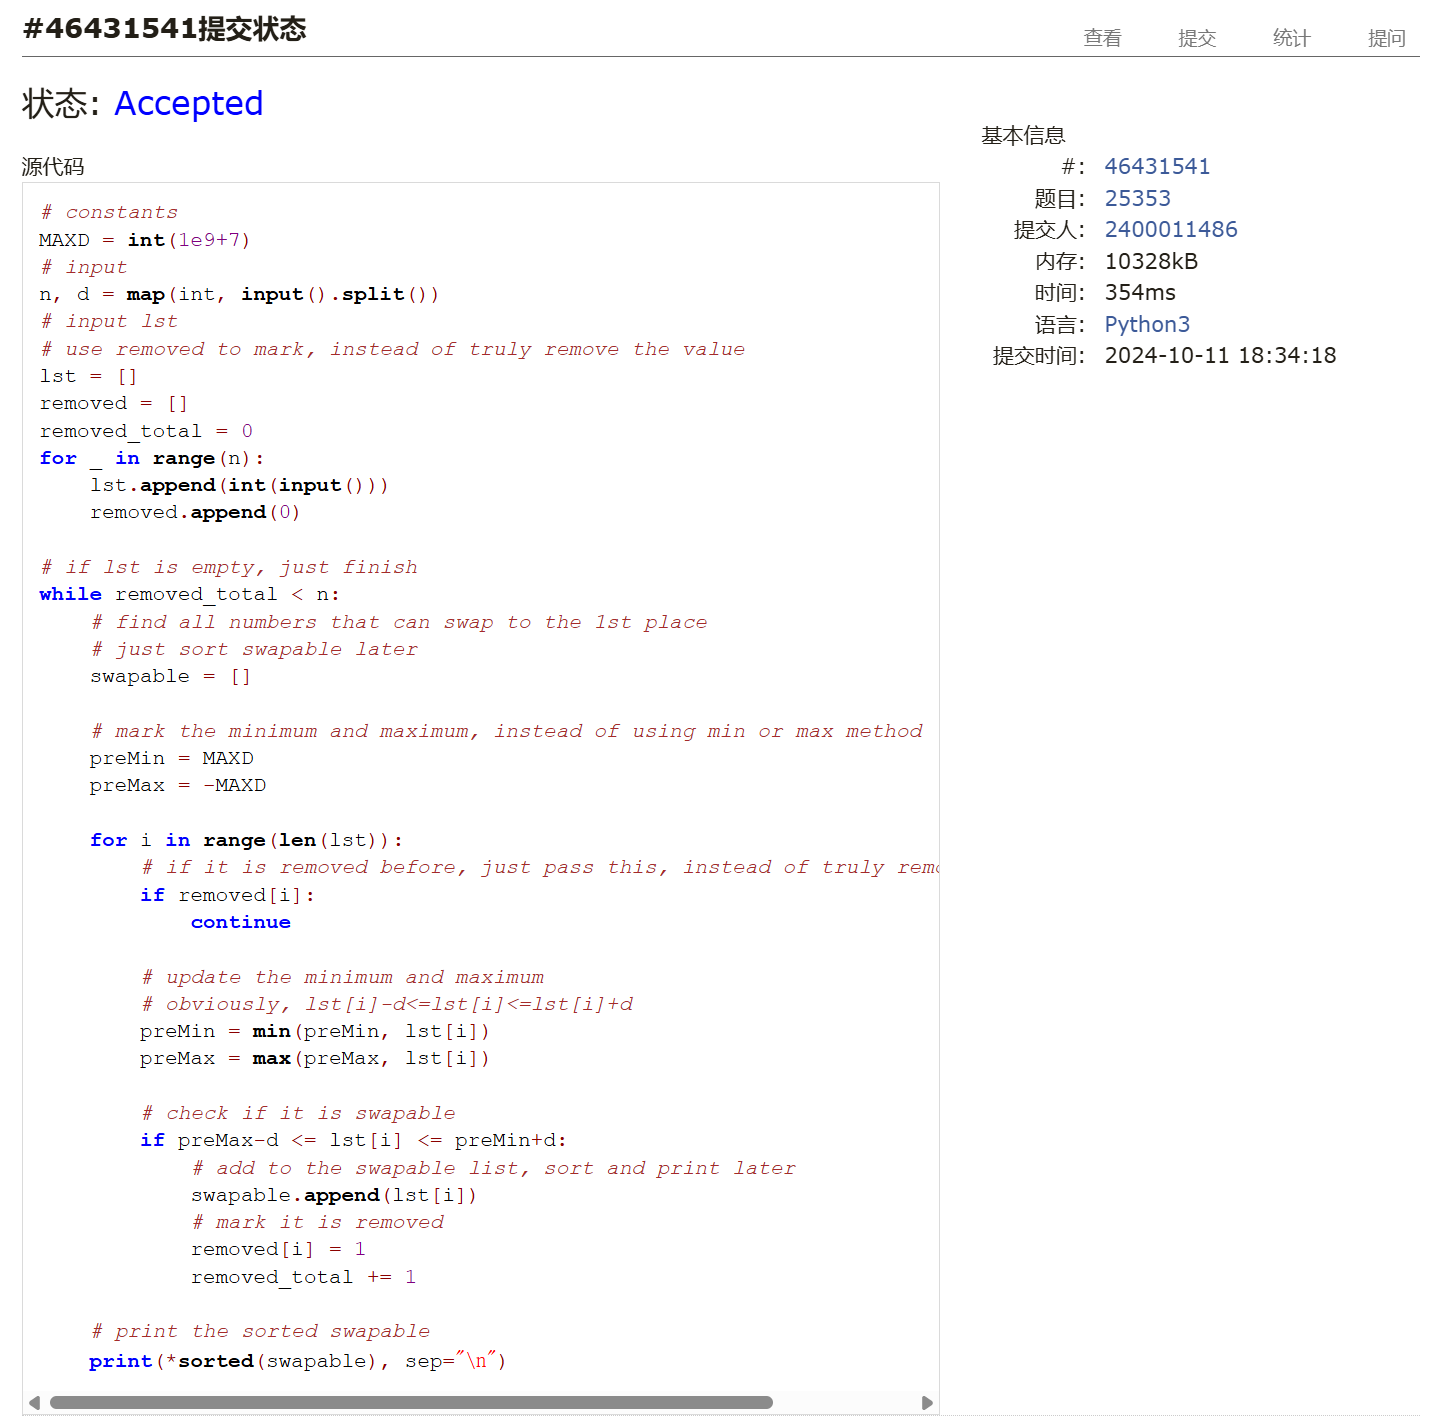 #46431541提交状态
查看 提交 统计 提问
状态: Accepted
源代码
# constants
MAXD = int(1e9+7)
# input
n, d = map(int, input().split())
# input lst
# use removed to mark, instead of truly remove the value
lst = []
removed = []
removed_total = 0
for _ in range(n):
    lst.append(int(input()))
    removed.append(0)

# if lst is empty, just finish
while removed_total < n:
    # find all numbers that can swap to the 1st place
    # just sort swapable later
    swapable = []

    # mark the minimum and maximum, instead of using min or max method
    preMin = MAXD
    preMax = -MAXD

    for i in range(len(lst)):
        # if it is removed before, just pass this, instead of truly remo
        if removed[i]:
            continue

        # update the minimum and maximum
        # obviously, lst[i]-d<=lst[i]<=lst[i]+d
        preMin = min(preMin, lst[i])
        preMax = max(preMax, lst[i])

        # check if it is swapable
        if preMax-d <= lst[i] <= preMin+d:
            # add to the swapable list, sort and print later
            swapable.append(lst[i])
            # mark it is removed
            removed[i] = 1
            removed_total += 1

    # print the sorted swapable
    print(*sorted(swapable), sep="\n")
基本信息
#: 46431541
题目: 25353
提交人: 2400011486
内存: 10328kB
时间: 354ms
语言: Python3
提交时间: 2024-10-11 18:34:18